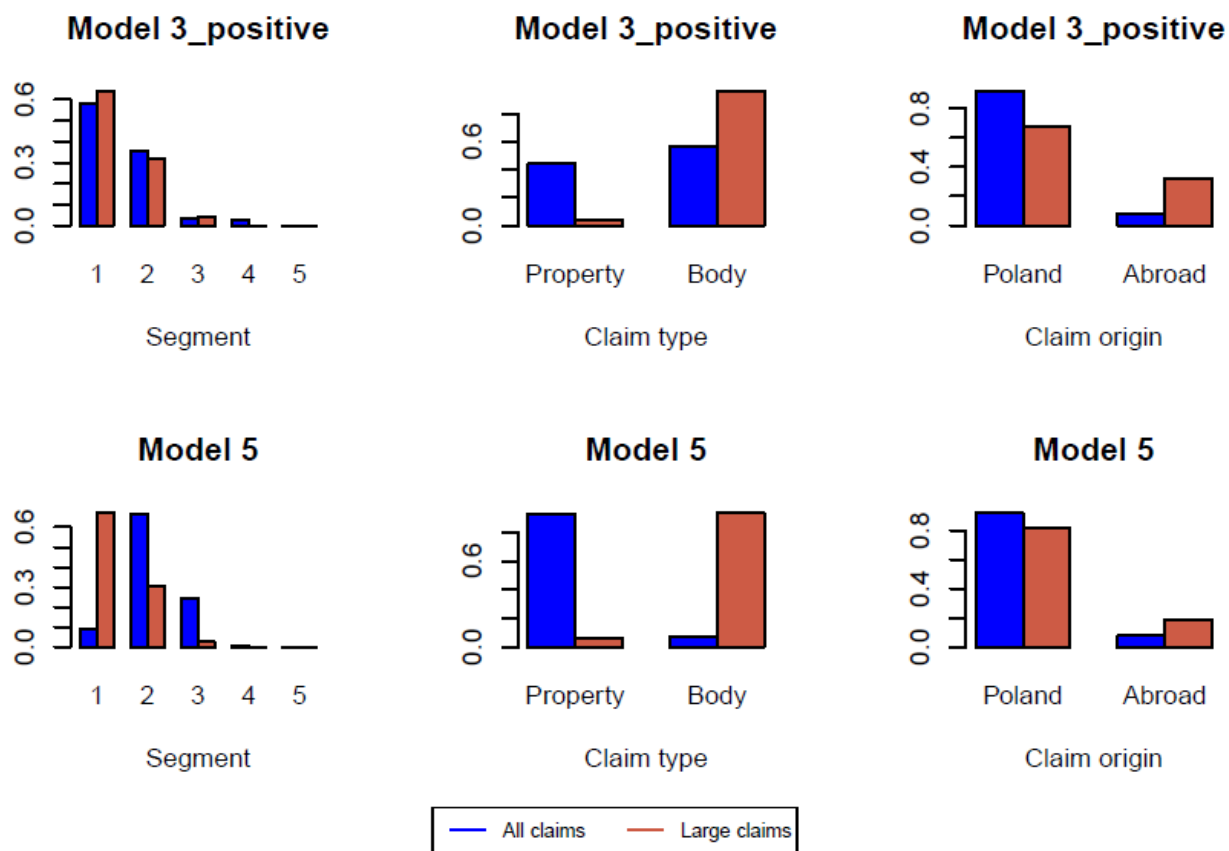 Model 3_positive
0.0 0.3 0.6
1 2 3 4 5
Segment
Model 3_positive
0.0 0.6
Property Body
Claim type
Model 3_positive
0.0 0.4 0.8
Poland Abroad
Claim origin
Model 5
0.0 0.3 0.6
1 2 3 4 5
Segment
Model 5
0.0 0.6
Property Body
Claim type
Model 5
0.0 0.4 0.8
Poland Abroad
Claim origin
All claims Large claims